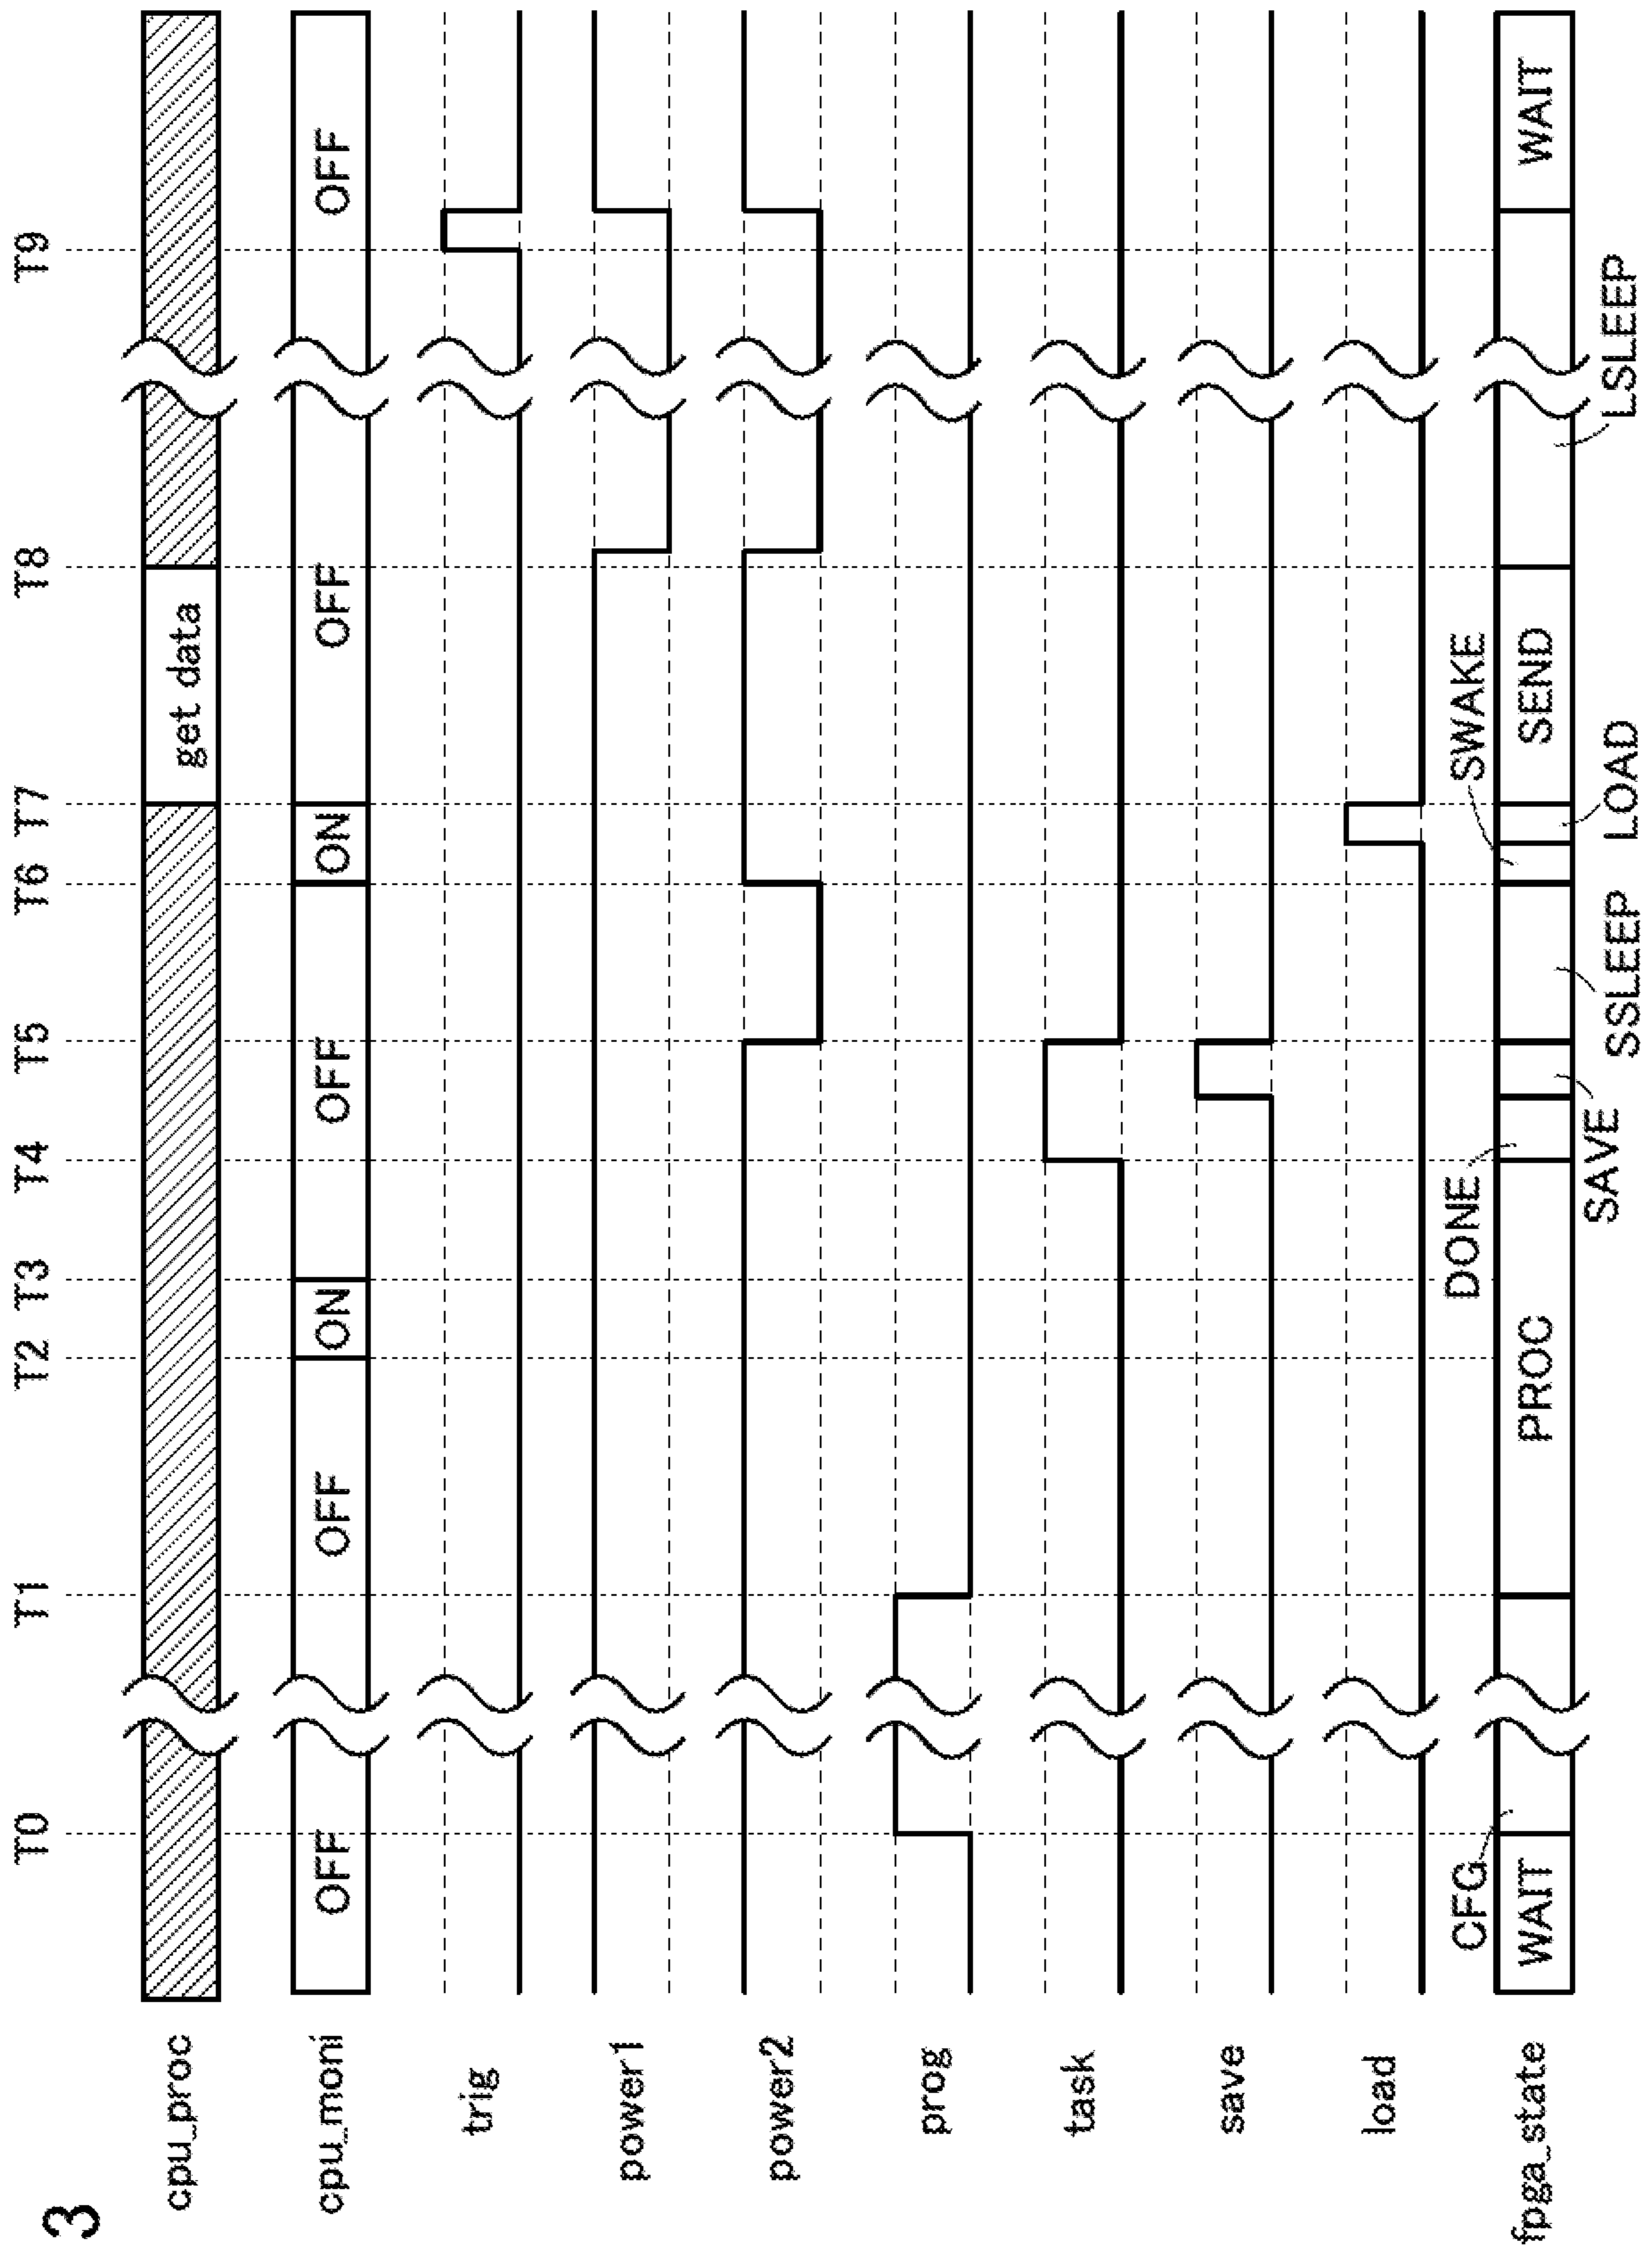 3
T0 T1 T2 T3 T4 T5 T6 T7 T8 T9
cpu_proc get data
cpu_moni OFF OFF ON OFF ON OFF OFF
trig
power1
power2
prog
task
save
load
CFG DONE SWAKE
fpga_state WAIT PROC SEND WAIT
SAVE SSLEEP LOAD LSLEEP